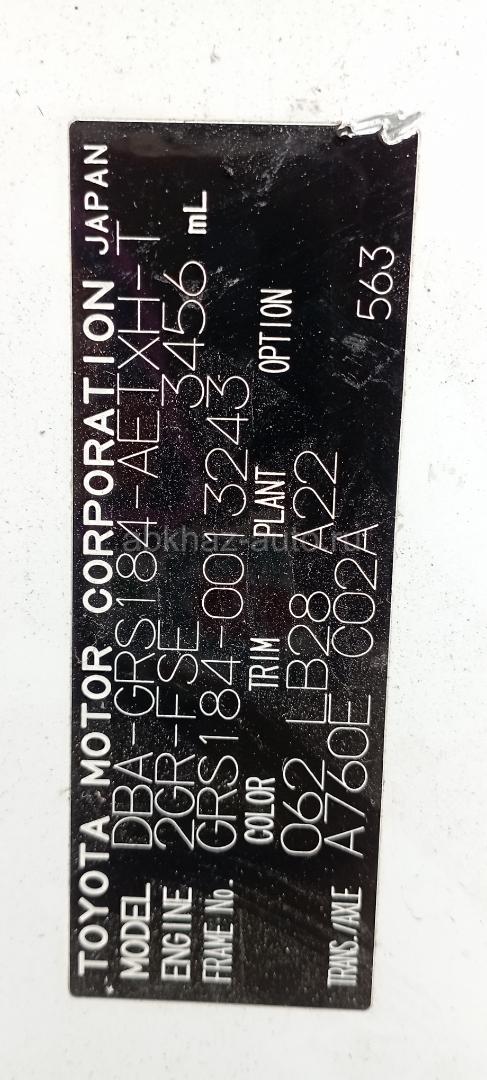 TOYOTA MOTOR CORPORATION JAPAN
MODEL DBA-GRS184-AETXH-T
ENGINE 2GR-FSE 3456 mL
FRAME No. GRS184-0013243
COLOR TRIM PLANT OPTION
062 LB28 A22
TRANS./AXLE A760E C02A 563
abkhaz-auto.ru